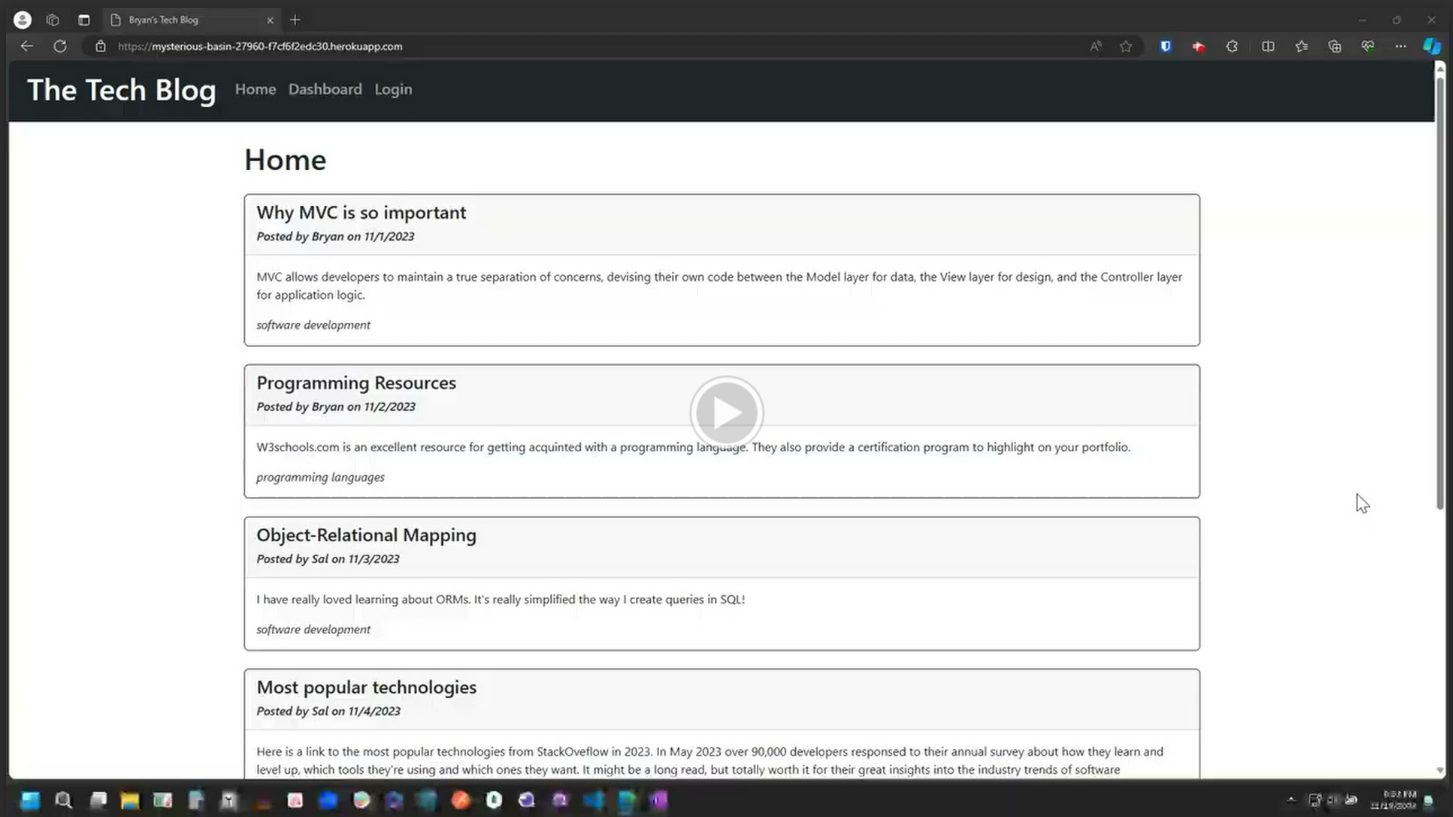 Bryan's Tech Blog
https://mysterious-basin-27960-f7cf6f2edc30.herokuapp.com
The Tech Blog Home Dashboard Login
Home
Why MVC is so important
Posted by Bryan on 11/1/2023
MVC allows developers to maintain a true separation of concerns, devising their own code between the Model layer for data, the View layer for design, and the Controller layer
for application logic.
software development
Programming Resources
Posted by Bryan on 11/2/2023
W3schools.com is an excellent resource for getting acquinted with a programming language. They also provide a certification program to highlight on your portfolio.
programming languages
Object-Relational Mapping
Posted by Sal on 11/3/2023
I have really loved learning about ORMs. It's really simplified the way I create queries in SQL!
software development
Most popular technologies
Posted by Sal on 11/4/2023
Here is a link to the most popular technologies from StackOveflow in 2023. In May 2023 over 90,000 developers responsed to their annual survey about how they learn and
level up, which tools they're using and which ones they want. It might be a long read, but totally worth it for their great insights into the industry trends of software